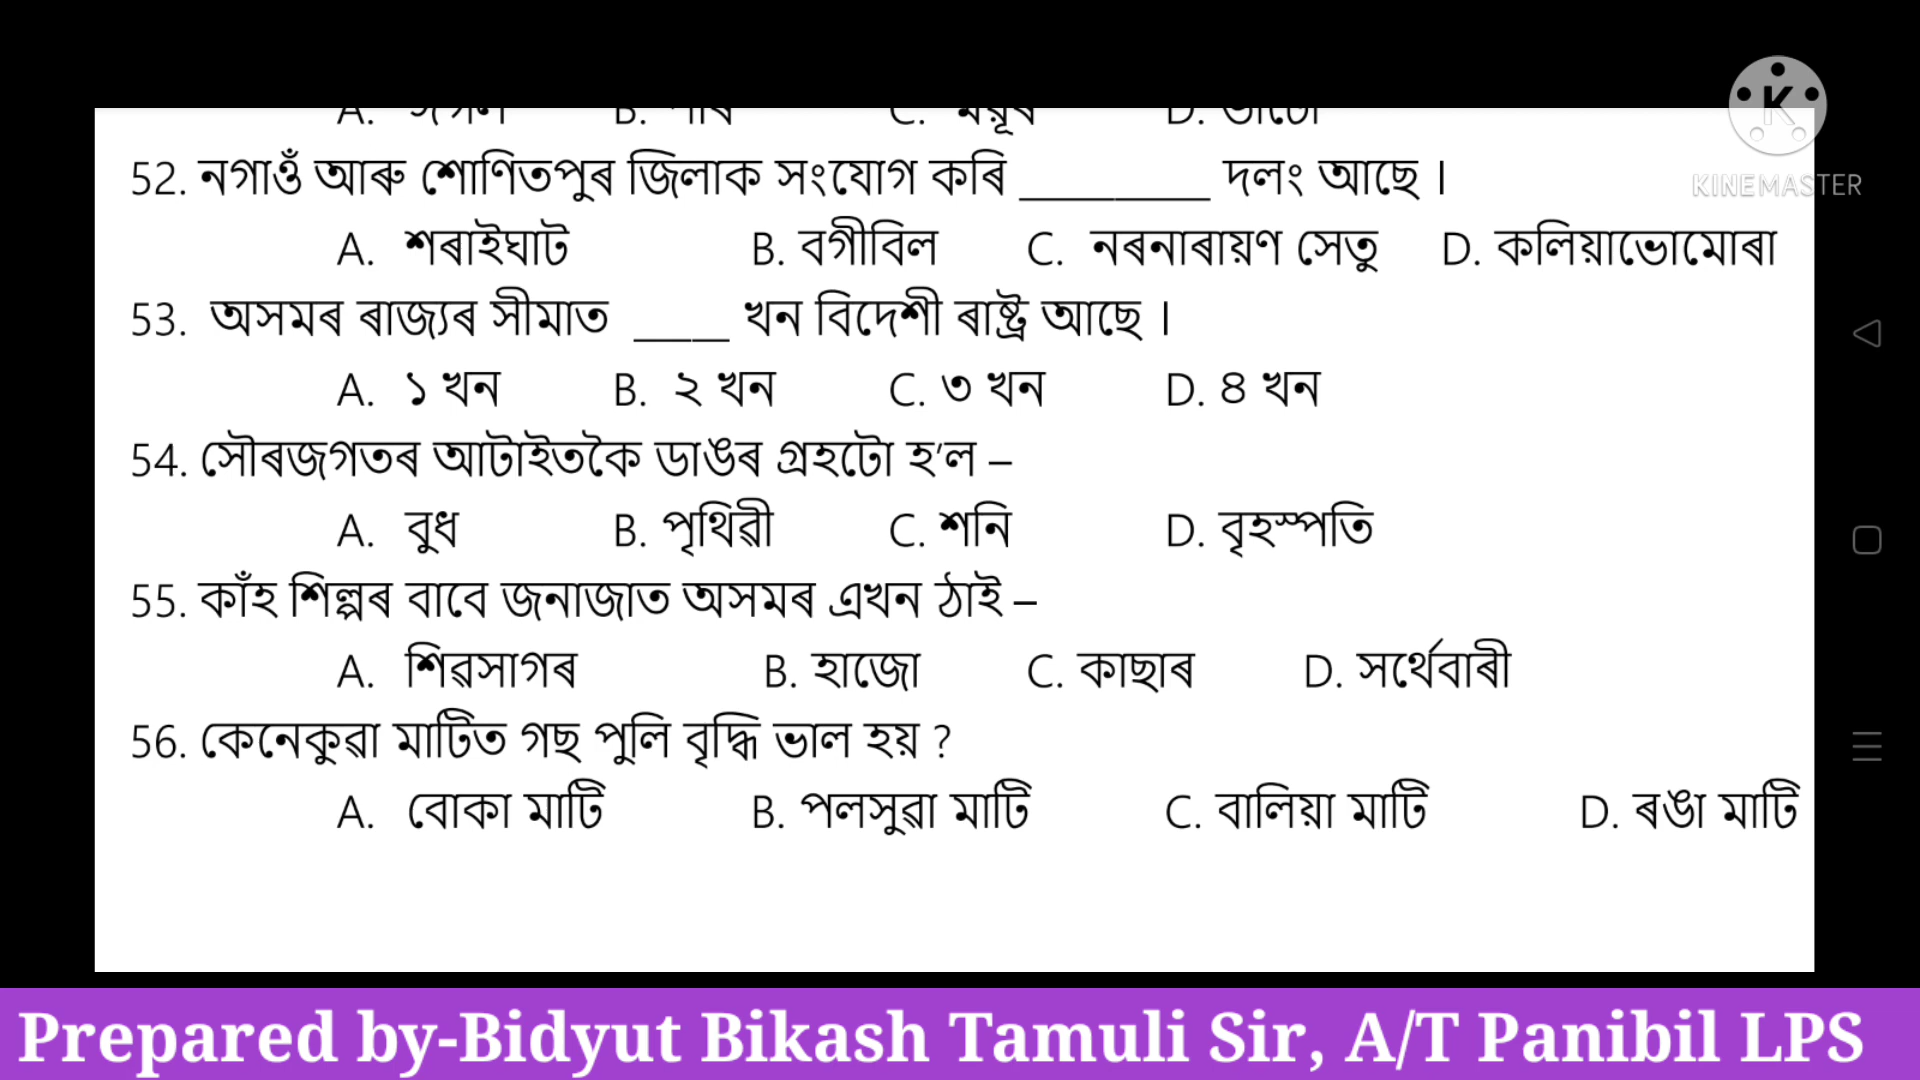 52. নগাওঁ আৰু শোণিতপুৰ জিলাক সংযোগ কৰি __________ দলং আছে ।
A. শৰাইঘাট B. বগীবিল C. নৰনাৰায়ণ সেতু D. কলিয়াভোমোৰা
53. অসমৰ ৰাজ্যৰ সীমাত _____ খন বিদেশী ৰাষ্ট্ৰ আছে ।
A. ১ খন B. ২ খন C. ৩ খন D. ৪ খন
54. সৌৰজগতৰ আটাইতকৈ ডাঙৰ গ্ৰহটো হ’ল –
A. বুধ B. পৃথিৱী C. শনি D. বৃহস্পতি
55. কাঁহ শিল্পৰ বাবে জনাজাত অসমৰ এখন ঠাই –
A. শিৱসাগৰ B. হাজো C. কাছাৰ D. সৰ্থেবাৰী
56. কেনেকুৱা মাটিত গছ পুলি বৃদ্ধি ভাল হয় ?
A. বোকা মাটি B. পলসুৱা মাটি C. বালিয়া মাটি D. ৰঙা মাটি
K
KINEMASTER
Prepared by-Bidyut Bikash Tamuli Sir, A/T Panibil LPS